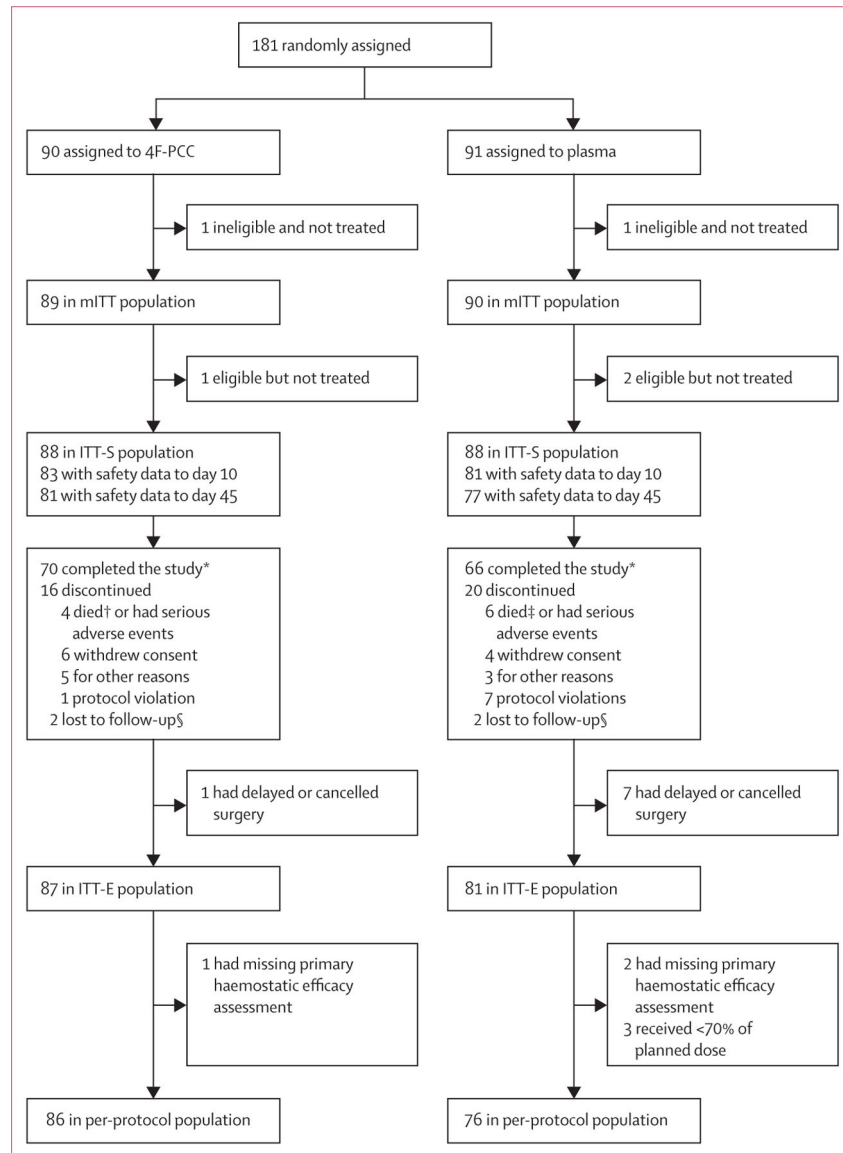 181 randomly assigned
90 assigned to 4F-PCC
91 assigned to plasma
1 ineligible and not treated
1 ineligible and not treated
89 in mITT population
90 in mITT population
1 eligible but not treated
2 eligible but not treated
88 in ITT-S population
83 with safety data to day 10
81 with safety data to day 45
88 in ITT-S population
81 with safety data to day 10
77 with safety data to day 45
70 completed the study*
16 discontinued
4 died† or had serious
adverse events
6 withdrew consent
5 for other reasons
1 protocol violation
2 lost to follow-up§
66 completed the study*
20 discontinued
6 died‡ or had serious
adverse events
4 withdrew consent
3 for other reasons
7 protocol violations
2 lost to follow-up§
1 had delayed or cancelled
surgery
7 had delayed or cancelled
surgery
87 in ITT-E population
81 in ITT-E population
1 had missing primary
haemostatic efficacy
assessment
2 had missing primary
haemostatic efficacy
assessment
3 received <70% of
planned dose
86 in per-protocol population
76 in per-protocol population